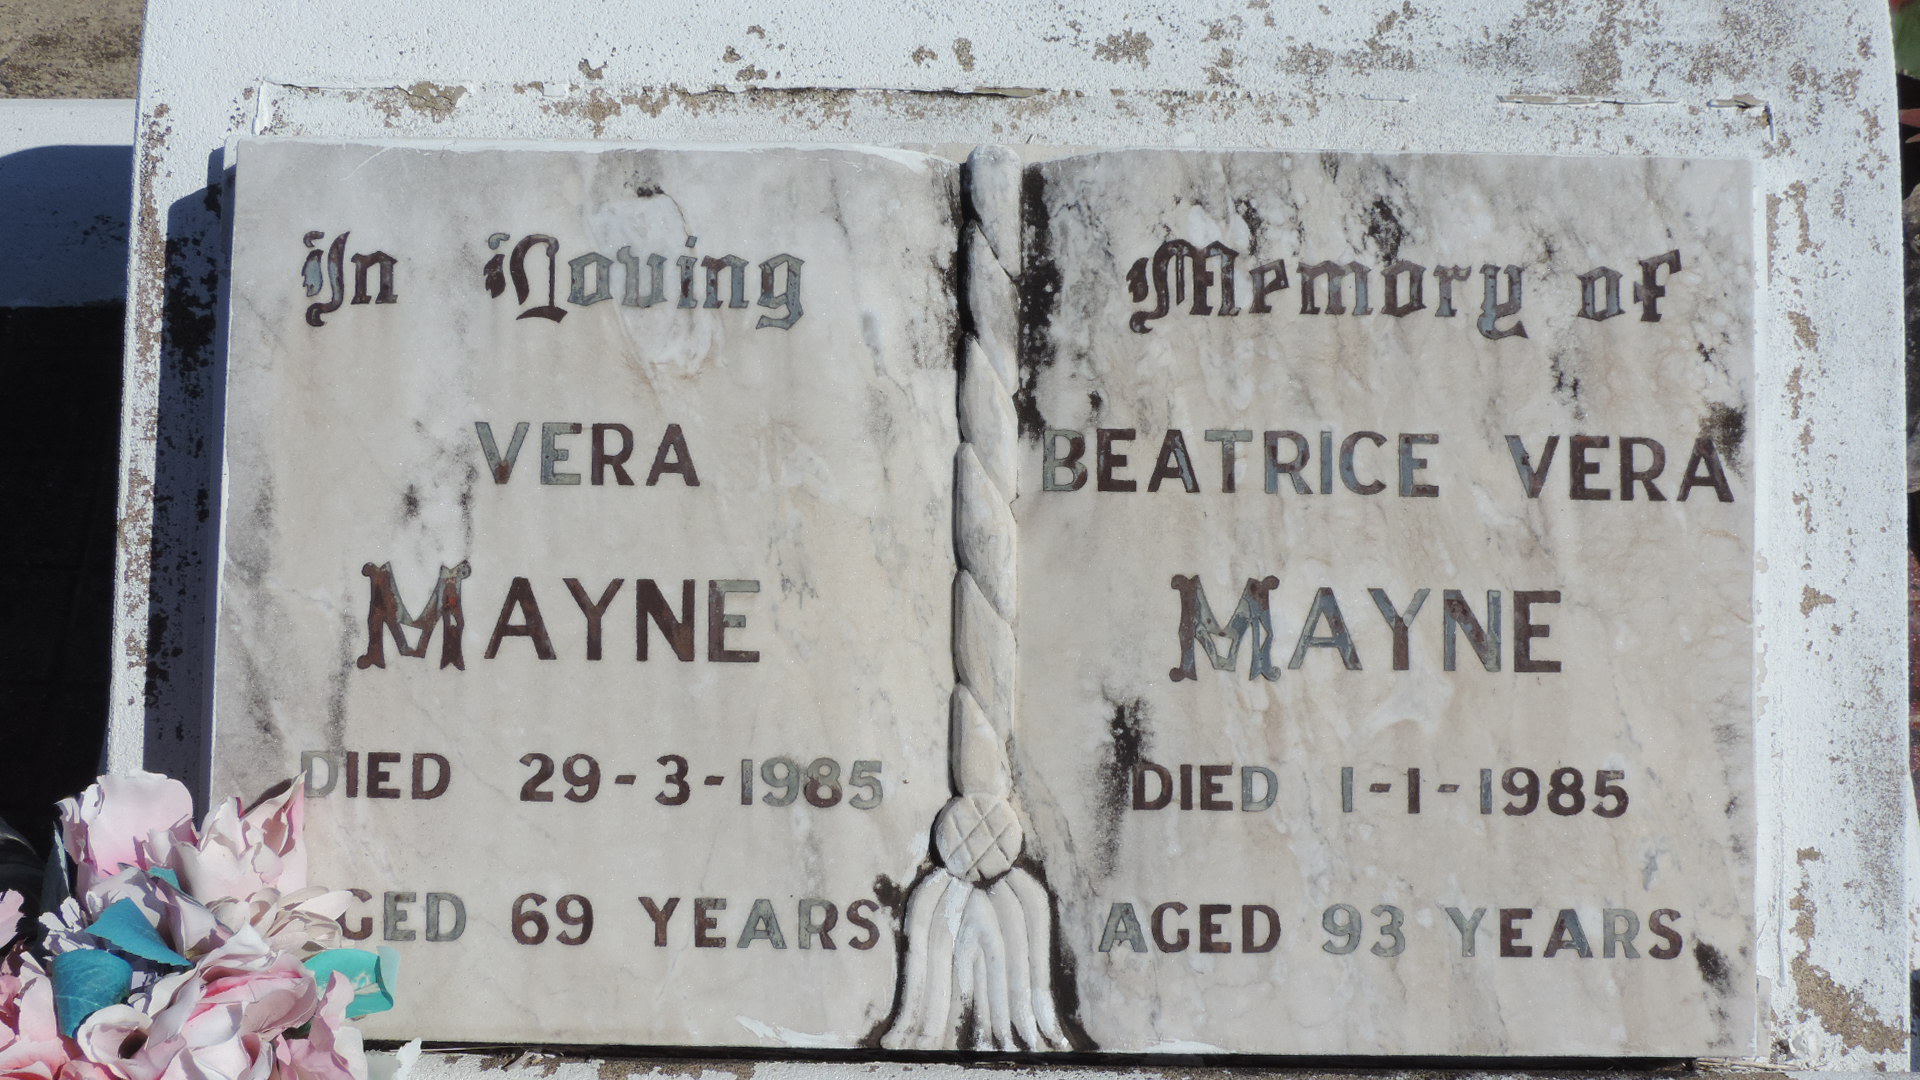 In Loving Memory of
VERA
MAYNE
DIED 29-3-1985
AGED 69 YEARS
BEATRICE VERA
MAYNE
DIED 1-1-1985
AGED 93 YEARS